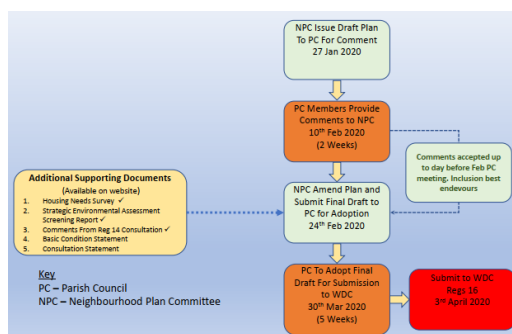 NPC Issue Draft Plan
To PC For Comment
27 Jan 2020
PC Members Provide
Comments to NPC
10th Feb 2020
(2 Weeks)
Comments accepted up
to day before Feb PC
meeting. Inclusion best
endevours
Additional Supporting Documents
(Available on website)
1. Housing Needs Survey ✓
2. Strategic Environmental Assessment
Screening Report ✓
3. Comments From Reg 14 Consultation ✓
4. Basic Condition Statement
5. Consultation Statement
NPC Amend Plan and
Submit Final Draft to
PC for Adoption
24th Feb 2020
Key
PC – Parish Council
NPC – Neighbourhood Plan Committee
PC To Adopt Final
Draft For Submission
to WDC
30th Mar 2020
(5 Weeks)
Submit to WDC
Regs 16
3rd April 2020